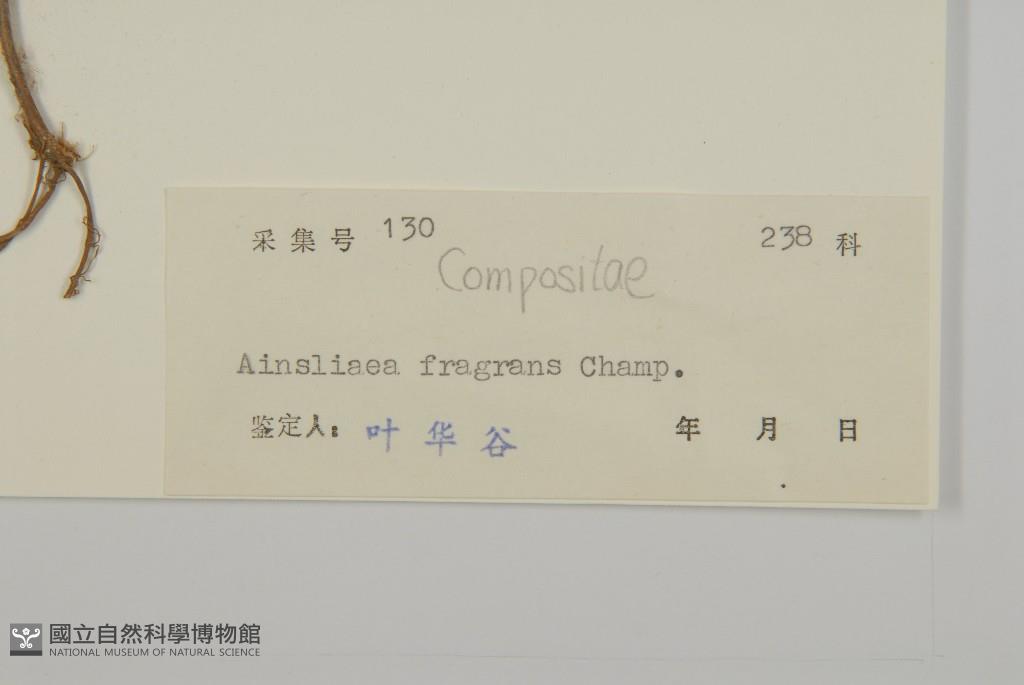 采集号 130 238 科
Compositae
Ainsliaea fragrans Champ.
鉴定人: 叶华谷 年 月 日
國立自然科學博物館
NATIONAL MUSEUM OF NATURAL SCIENCE